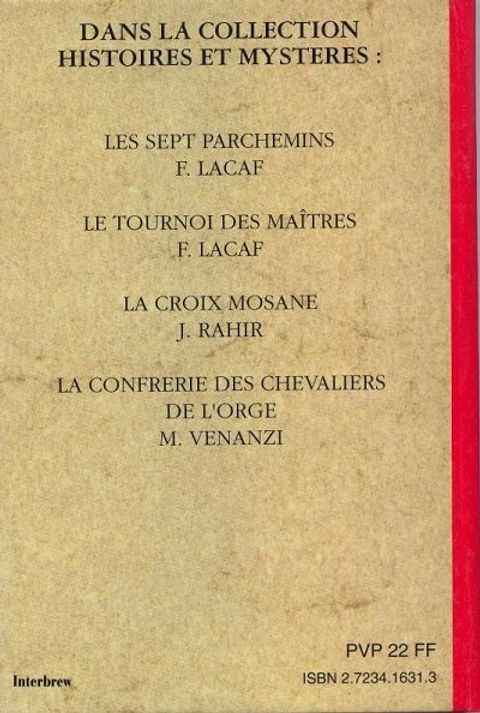 DANS LA COLLECTION
HISTOIRES ET MYSTERES :
LES SEPT PARCHEMINS
F. LACAF
LE TOURNOI DES MAÎTRES
F. LACAF
LA CROIX MOSANE
J. RAHIR
LA CONFRERIE DES CHEVALIERS
DE L'ORGE
M. VENANZI
PVP 22 FF
Interbrew
ISBN 2.7234.1631.3